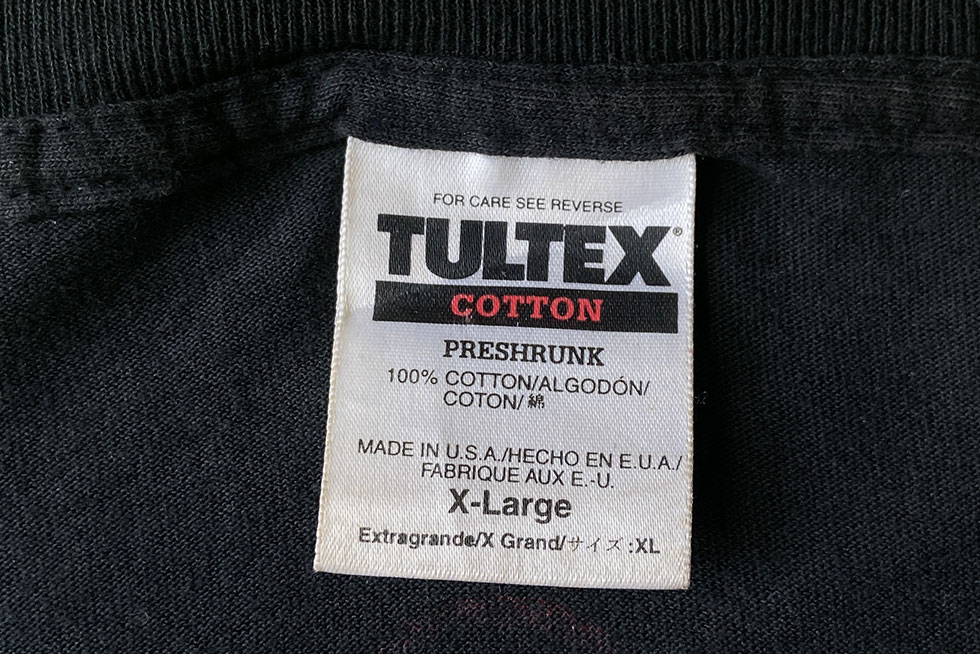 FOR CARE SEE REVERSE
TULTEX®
COTTON
PRESHRUNK
100% COTTON/ALGODÓN/
COTON/綿
MADE IN U.S.A./HECHO EN E.U.A./
FABRIQUE AUX E.-U.
X-Large
Extragrande/X Grand/サイズ:XL